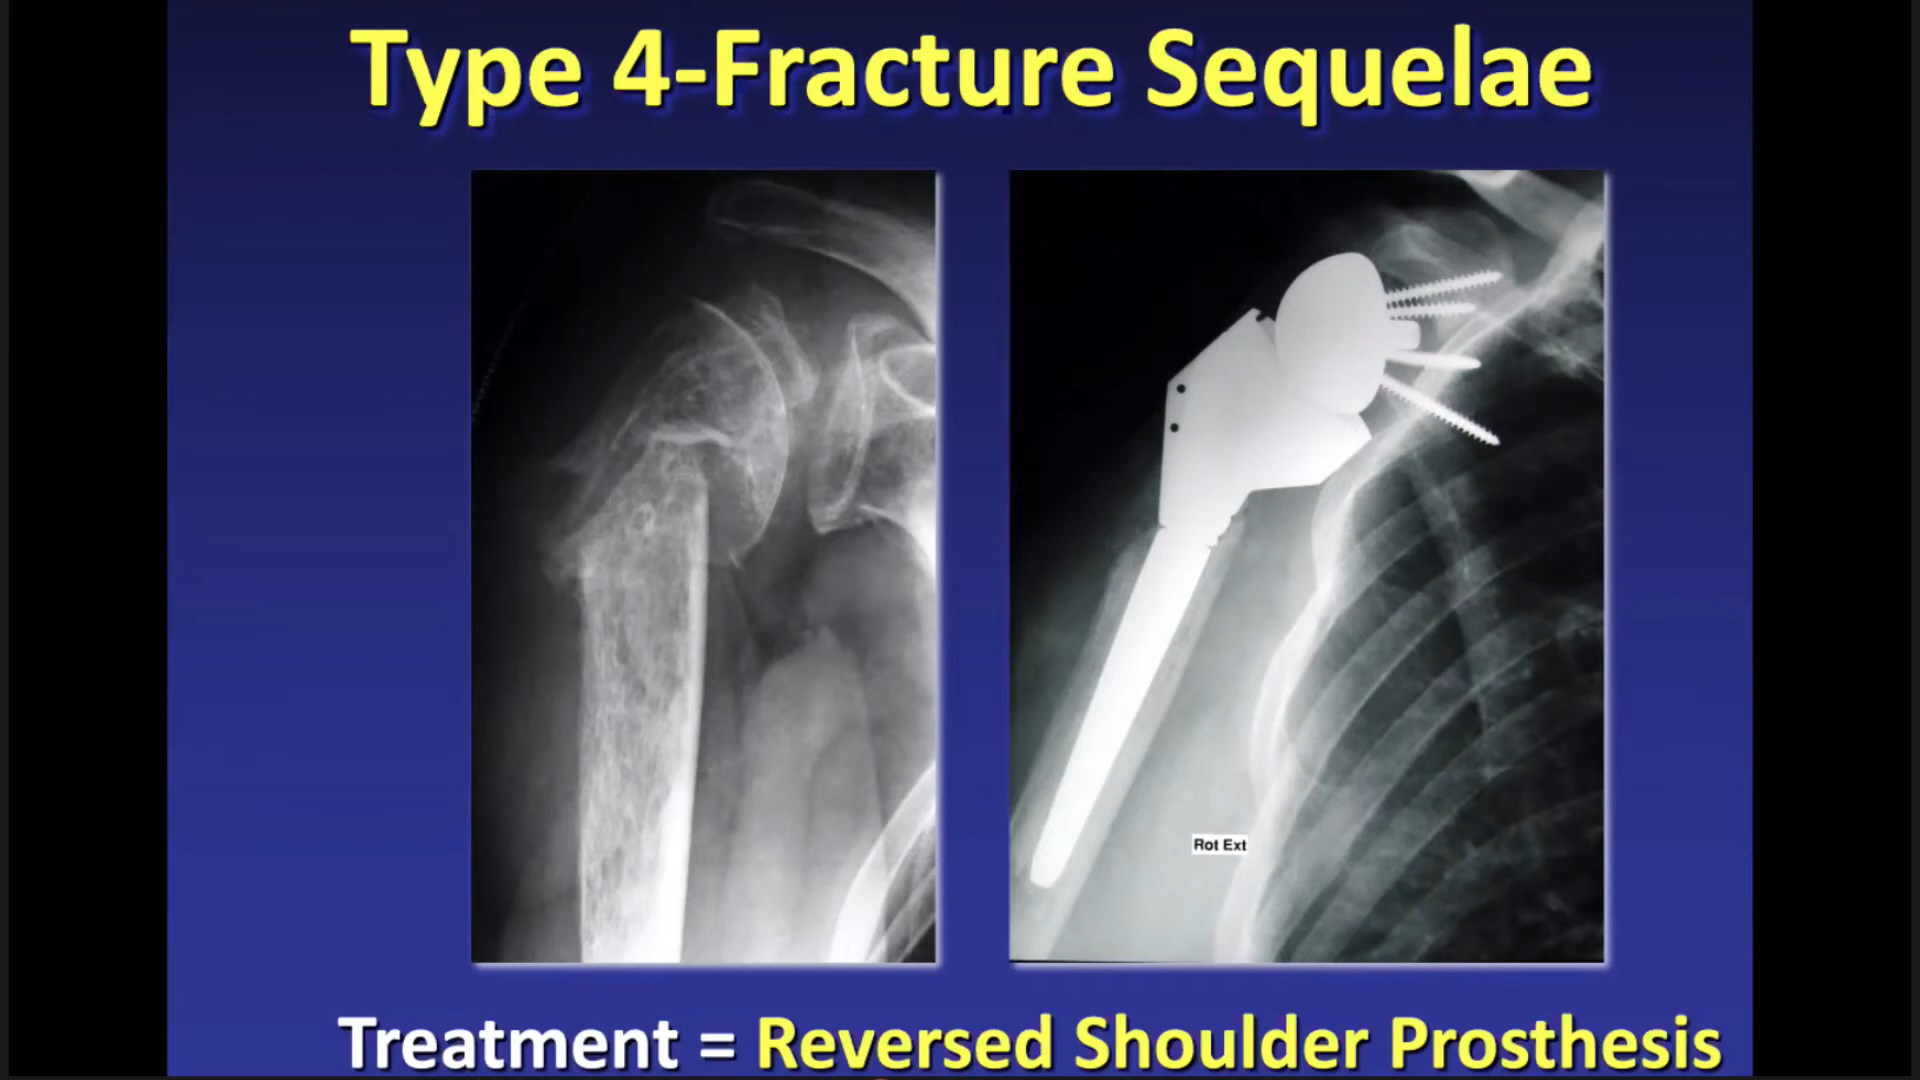 Type 4-Fracture Sequelae
Rot Ext
Treatment = Reversed Shoulder Prosthesis